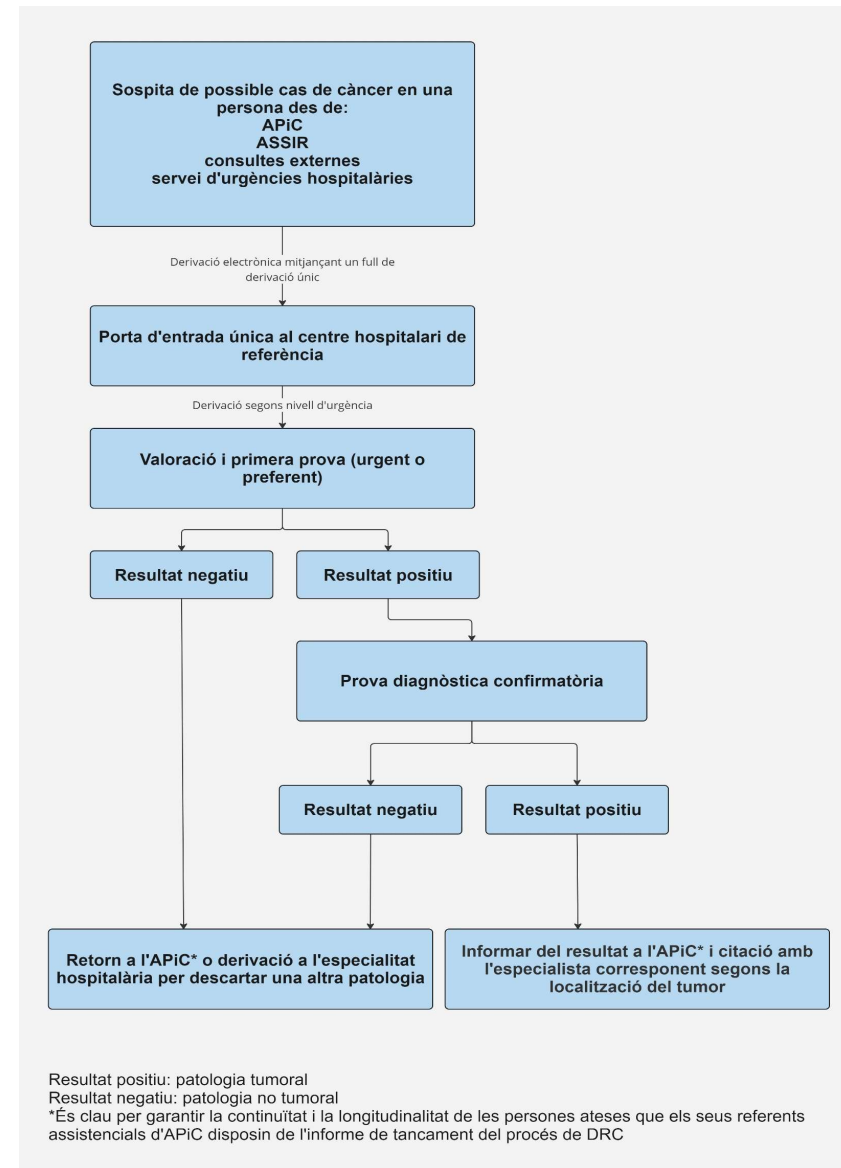 Sospita de possible cas de càncer en una
persona des de:
APiC
ASSIR
consultes externes
servei d'urgències hospitalàries
Derivació electrònica mitjançant un full de
derivació únic
Porta d'entrada única al centre hospitalari de
referència
Derivació segons nivell d'urgència
Valoració i primera prova (urgent o
preferent)
Resultat negatiu
Resultat positiu
Prova diagnòstica confirmatòria
Resultat negatiu
Resultat positiu
Retorn a l'APiC* o derivació a l'especialitat
hospitalària per descartar una altra patologia
Informar del resultat a l'APiC* i citació amb
l'especialista corresponent segons la
localització del tumor
Resultat positiu: patologia tumoral
Resultat negatiu: patologia no tumoral
*És clau per garantir la continuïtat i la longitudinalitat de les persones ateses que els seus referents
assistencials d'APiC disposin de l'informe de tancament del procés de DRC